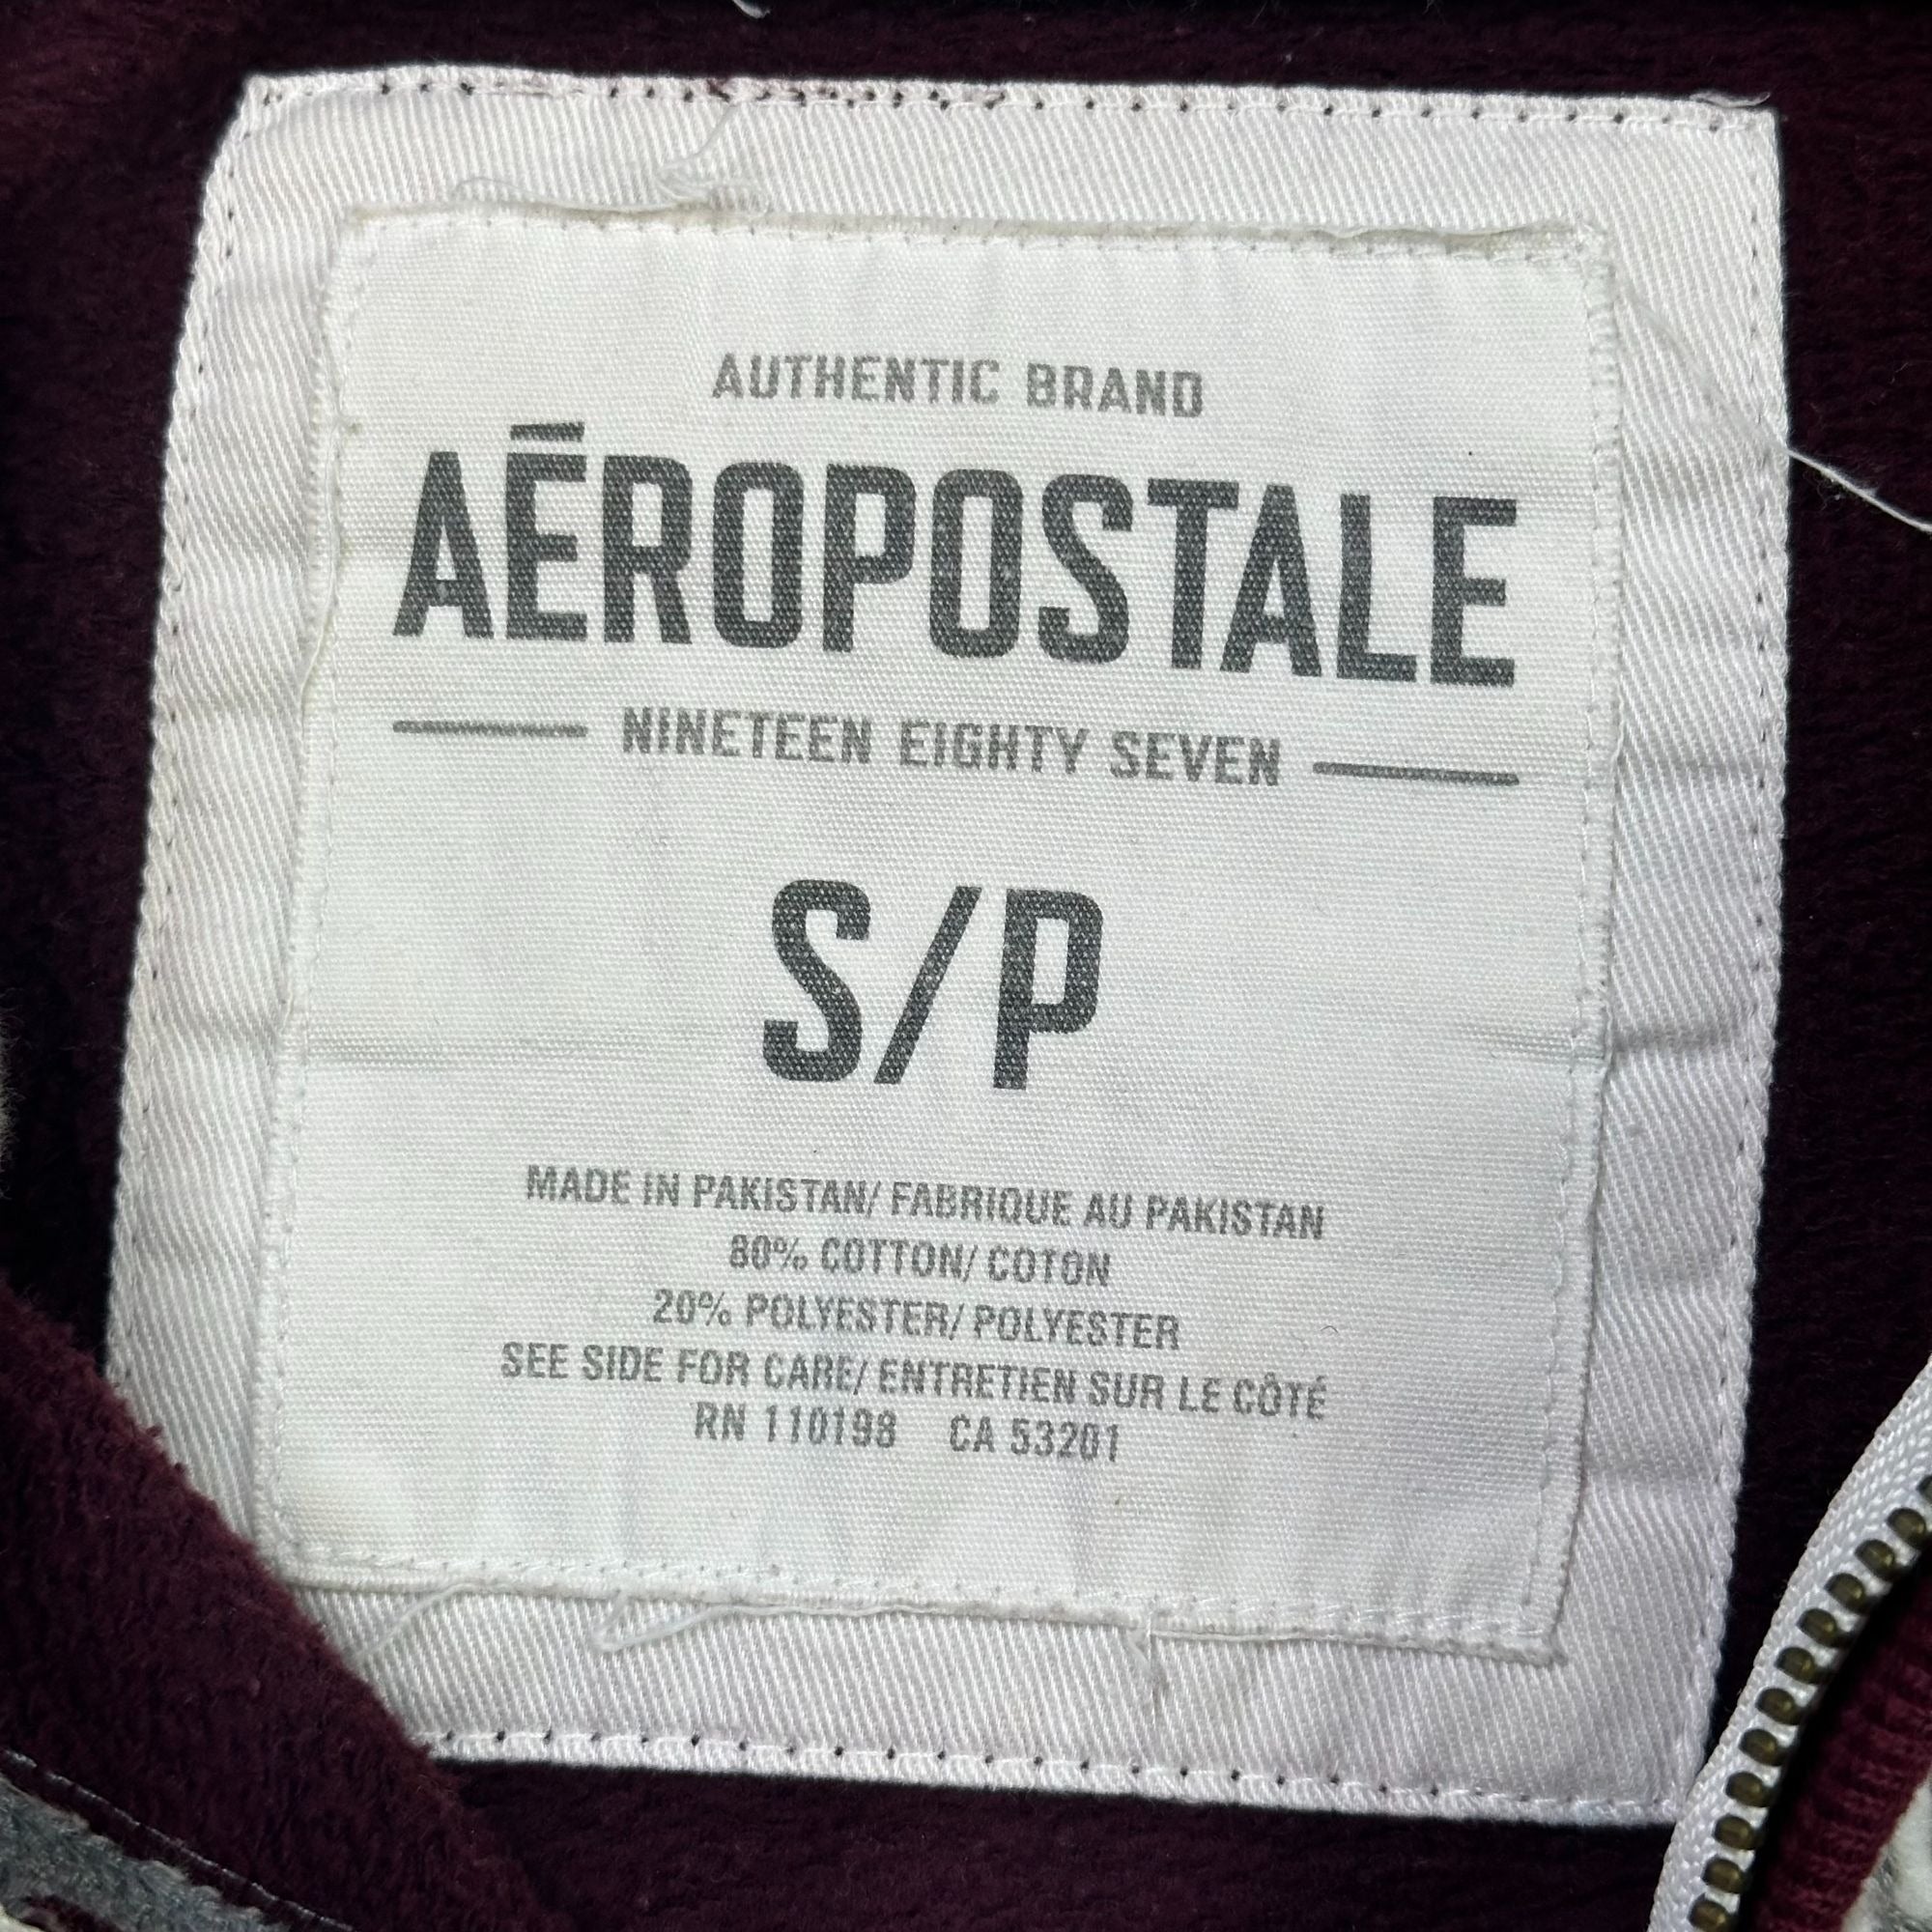 AUTHENTIC BRAND
AÉROPOSTALE
NINETEEN EIGHTY SEVEN
S/P
MADE IN PAKISTAN/ FABRIQUE AU PAKISTAN
80% COTTON/ COTON
20% POLYESTER/ POLYESTER
SEE SIDE FOR CARE/ ENTRETIEN SUR LE CÔTÉ
RN 110198 CA 53201